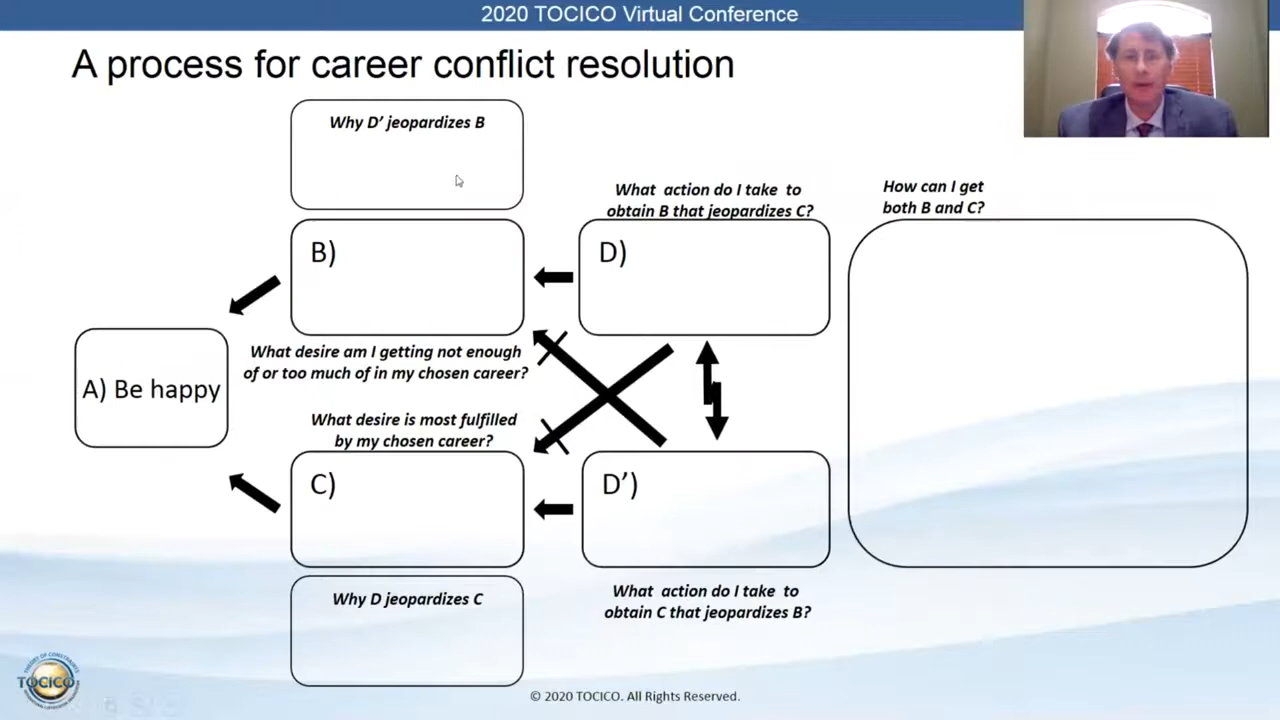 2020 TOCICO Virtual Conference
A process for career conflict resolution
Why D’ jeopardizes B
What action do I take to
obtain B that jeopardizes C?
How can I get
both B and C?
B)
D)
What desire am I getting not enough
of or too much of in my chosen career?
A) Be happy
What desire is most fulfilled
by my chosen career?
C)
D’)
Why D jeopardizes C
What action do I take to
obtain C that jeopardizes B?
TOCICO
© 2020 TOCICO. All Rights Reserved.